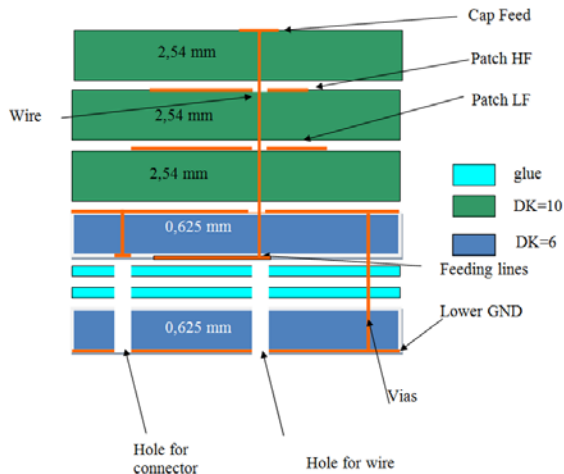 Cap Feed
2,54 mm
Patch HF
Wire
2,54 mm
Patch LF
2,54 mm
glue
DK=10
0,625 mm
DK=6
Feeding lines
Lower GND
0,625 mm
Vias
Hole for
connector
Hole for wire